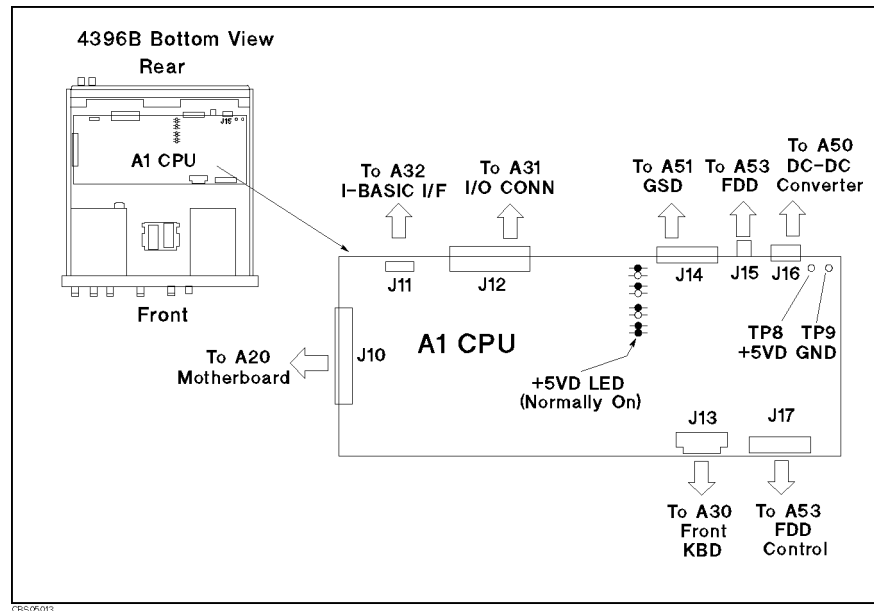 4396B Bottom View
Rear
J15
A1 CPU
Front
To A32
I-BASIC I/F
To A31
I/O CONN
To A51
GSD
To A53
FDD
To A50
DC-DC
Converter
J11
J12
J14
J15
J16
To A20
Motherboard
J10
A1 CPU
+5VD LED
(Normally On)
TP8 TP9
+5VD GND
J13
J17
To A30
Front
KBD
To A53
FDD
Control
CBS05013